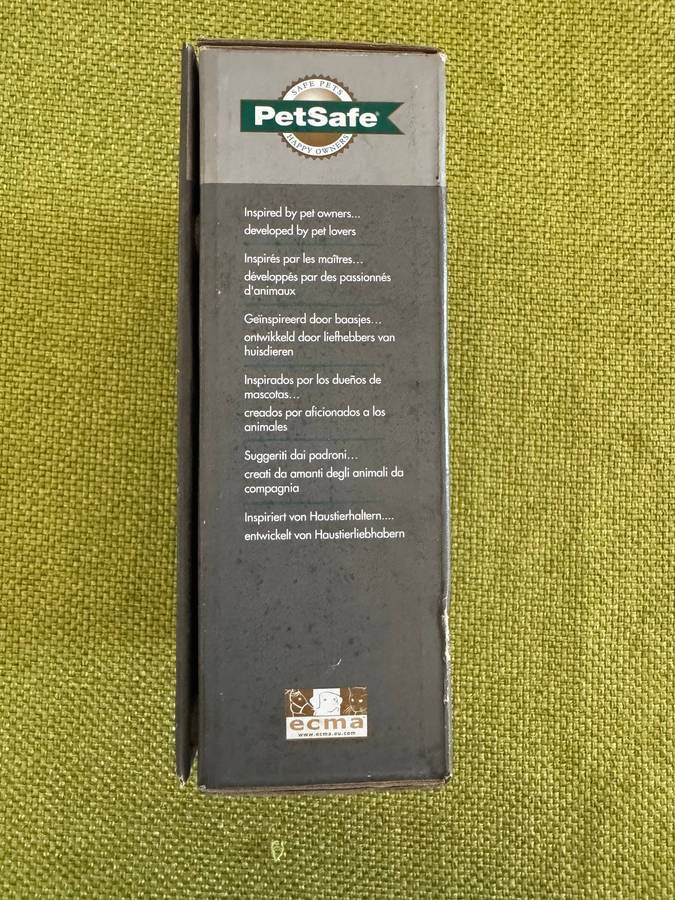 SAFE PETS
PetSafe®
HAPPY OWNERS
Inspired by pet owners...
developed by pet lovers
Inspirés par les maîtres...
développés par des passionnés
d'animaux
Geïnspireerd door baasjes...
ontwikkeld door liefhebbers van
huisdieren
Inspirados por los dueños de
mascotas...
creados por aficionados a los
animales
Suggeriti dai padroni...
creati da amanti degli animali da
compagnia
Inspiriert von Haustierhaltern....
entwickelt von Haustierliebhabern
ecma
www.ecma.eu.com